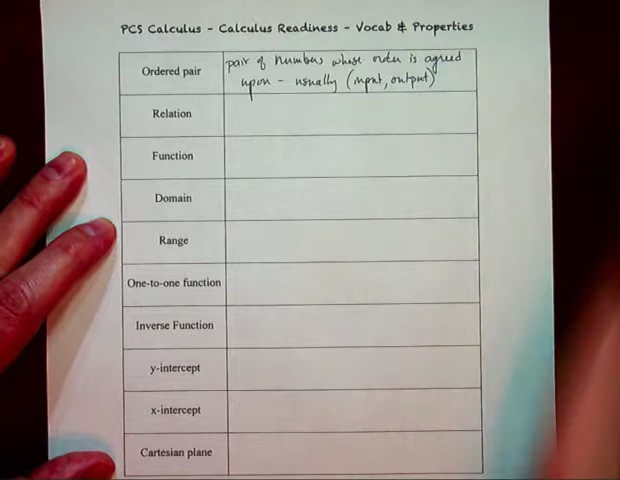 PCS Calculus - Calculus Readiness - Vocab & Properties
Ordered pair
pair of numbers whose order is agreed
upon - usually (input, output)
Relation
Function
Domain
Range
One-to-one function
Inverse Function
y-intercept
x-intercept
Cartesian plane